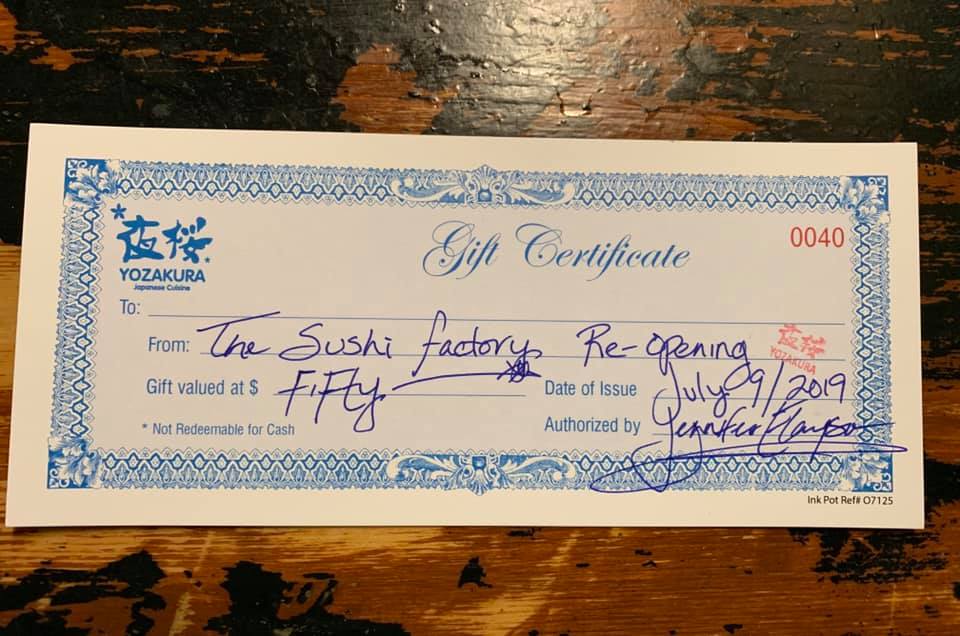 夜桜
YOZAKURA
Japanese Cuisine
Gift Certificate
0040
To:
From: The Sushi factory Re-opening
夜桜
YOZAKURA
Gift valued at $ FiFty
Date of Issue July 9/2019
* Not Redeemable for Cash
Authorized by Jennifer
Ink Pot Ref# O7125